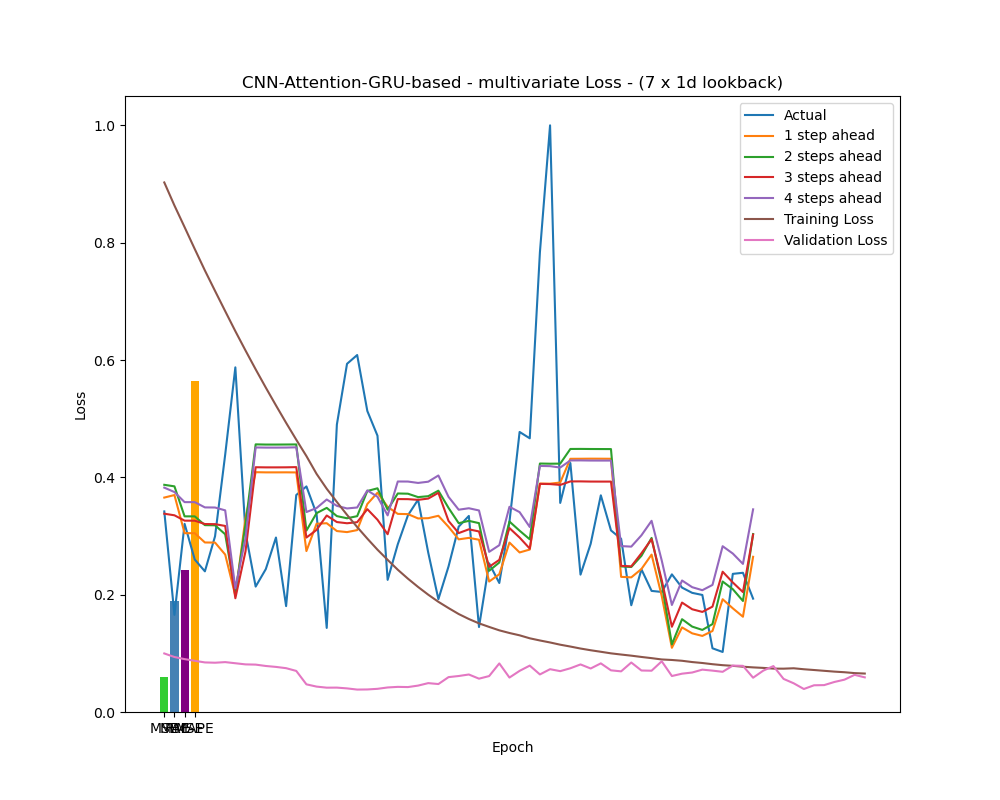 CNN-Attention-GRU-based - multivariate Loss - (7 x 1d lookback)
Actual
1 step ahead
2 steps ahead
3 steps ahead
4 steps ahead
Training Loss
Validation Loss
1.0
0.8
0.6
0.4
0.2
0.0
Loss
Epoch